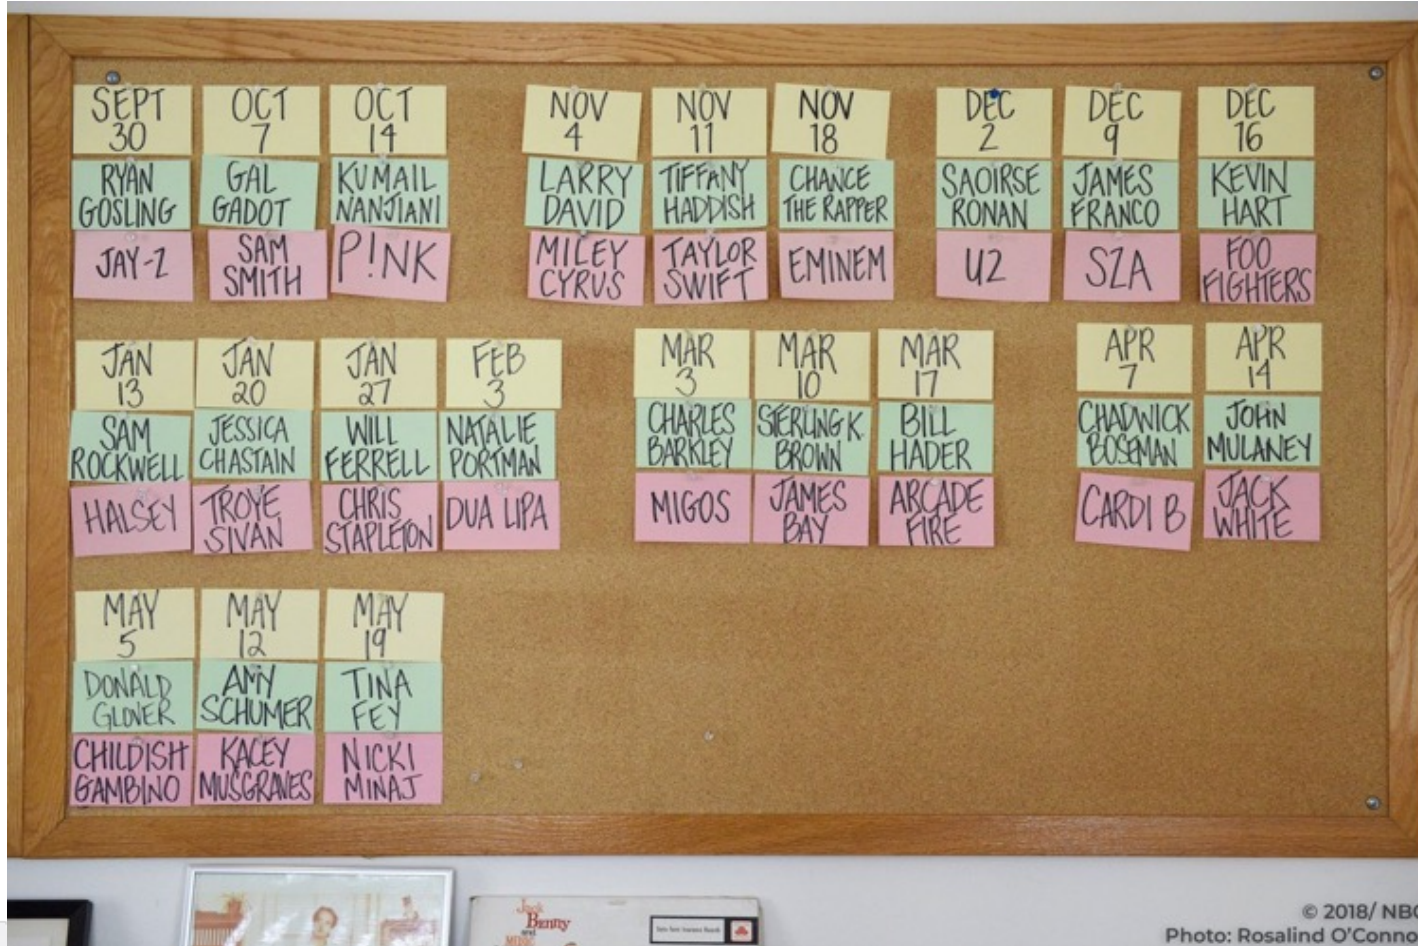 SEPT
30
OCT
7
OCT
14
NOV
4
NOV
11
NOV
18
DEC
2
DEC
9
DEC
16
RYAN
GOSLING
GAL
GADOT
KUMAIL
NANJIANI
LARRY
DAVID
TIFFANY
HADDISH
CHANCE
THE RAPPER
SAOIRSE
RONAN
JAMES
FRANCO
KEVIN
HART
JAY-Z
SAM
SMITH
P!NK
MILEY
CYRUS
TAYLOR
SWIFT
EMINEM
U2
SZA
FOO
FIGHTERS
JAN
13
JAN
20
JAN
27
FEB
3
MAR
3
MAR
10
MAR
17
APR
7
APR
14
SAM
ROCKWELL
JESSICA
CHASTAIN
WILL
FERRELL
NATALIE
PORTMAN
CHARLES
BARKLEY
STERLING K.
BROWN
BILL
HADER
CHADWICK
BOSEMAN
JOHN
MULANEY
HALSEY
TROYE
SIVAN
CHRIS
STAPLETON
DUA LIPA
MIGOS
JAMES
BAY
ARCADE
FIRE
CARDI B
JACK
WHITE
MAY
5
MAY
12
MAY
19
DONALD
GLOVER
AMY
SCHUMER
TINA
FEY
CHILDISH
GAMBINO
KACEY
MUSGRAVES
NICKI
MINAJ
Jack
Benny
and
© 2018/ NBC
Photo: Rosalind O'Conno